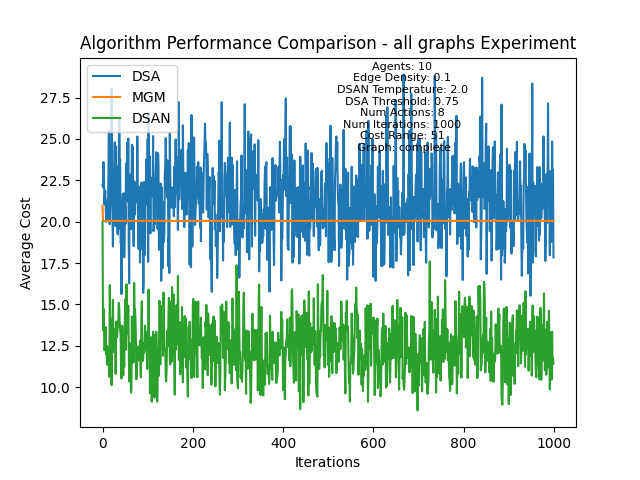 Algorithm Performance Comparison - all graphs Experiment
DSA
MGM
DSAN
Agents: 10
Edge Density: 0.1
DSAN Temperature: 2.0
DSA Threshold: 0.75
Num Actions: 8
Num Iterations: 1000
Cost Range: 51
Graph: complete
27.5
25.0
22.5
20.0
17.5
15.0
12.5
10.0
Average Cost
0
200
400
600
800
1000
Iterations